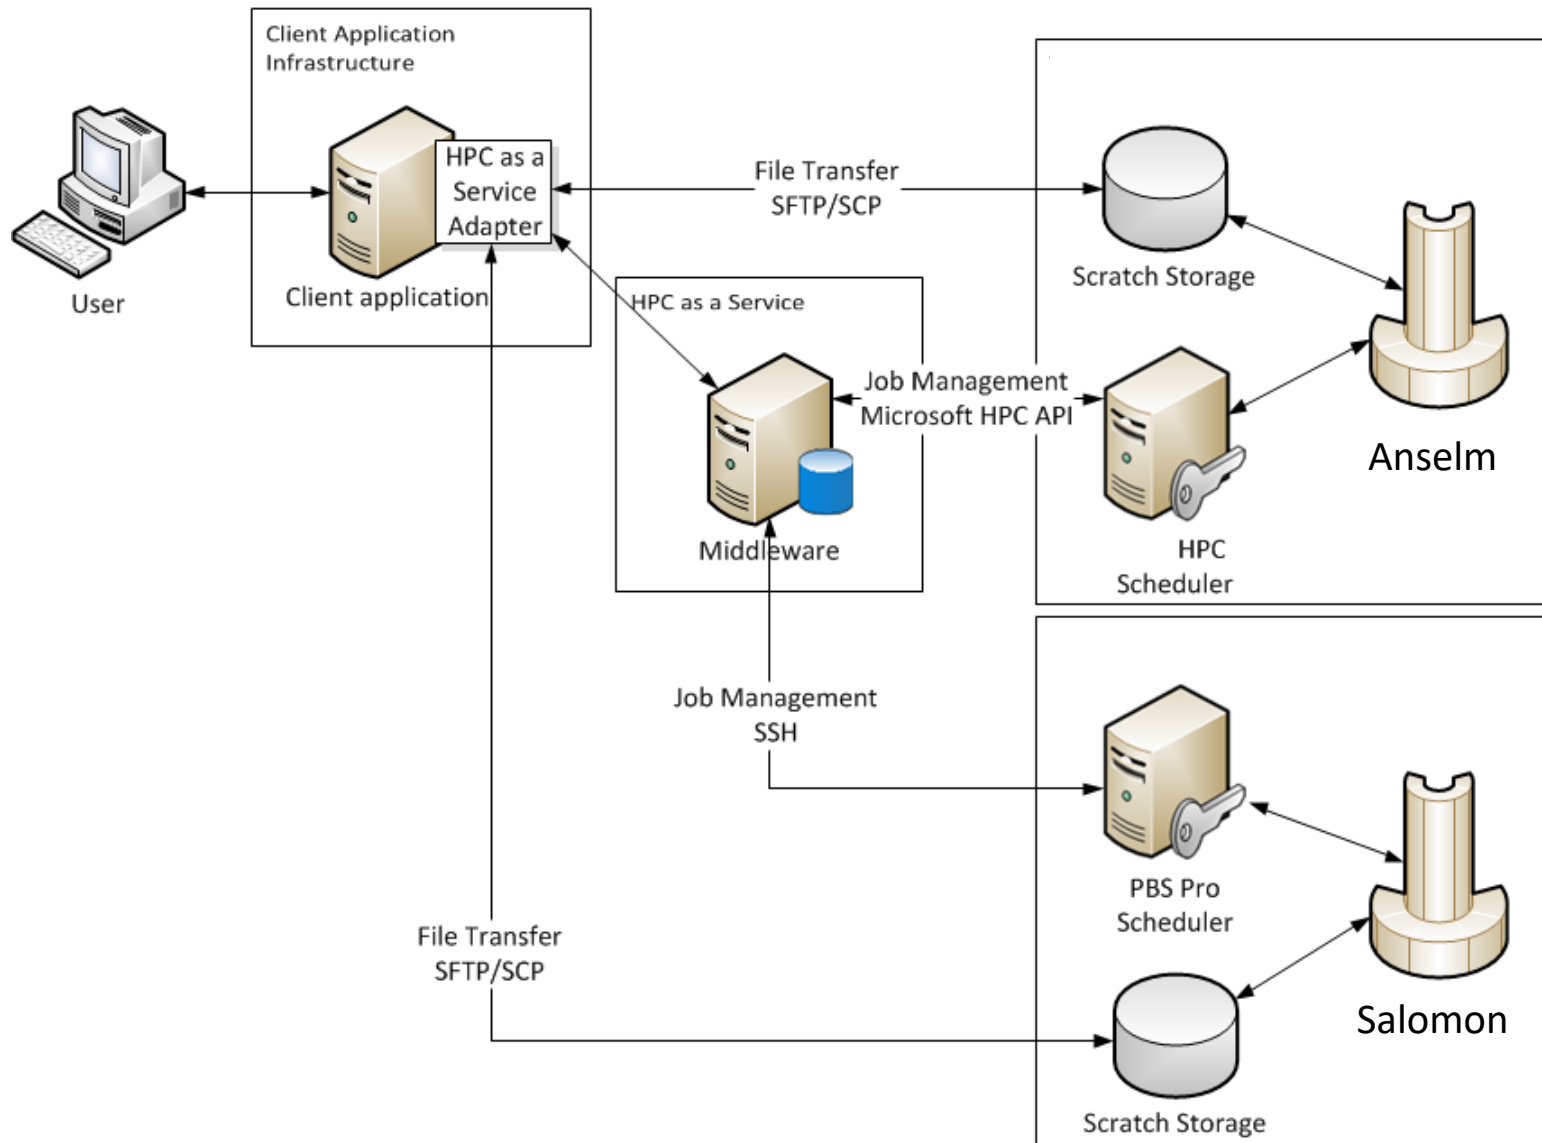 Client Application
Infrastructure
HPC as a
Service
Adapter
Client application
User
File Transfer
SFTP/SCP
Scratch Storage
HPC as a Service
Middleware
Job Management
Microsoft HPC API
HPC
Scheduler
Anselm
Job Management
SSH
PBS Pro
Scheduler
File Transfer
SFTP/SCP
Salomon
Scratch Storage